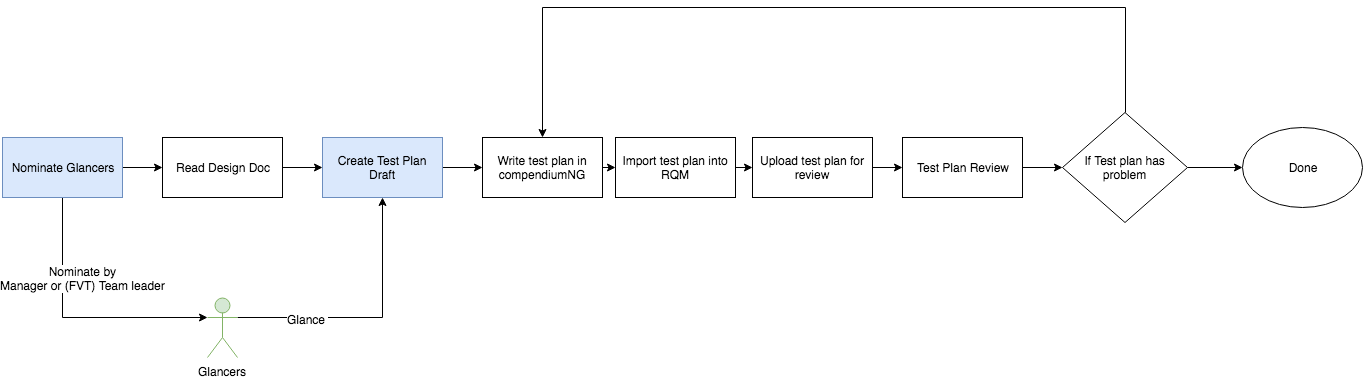 Nominate Glancers
Read Design Doc
Create Test Plan
Draft
Write test plan in
compendiumNG
Import test plan into
RQM
Upload test plan for
review
Test Plan Review
If Test plan has
problem
Done
Nominate by
Manager or (FVT) Team leader
Glance
Glancers